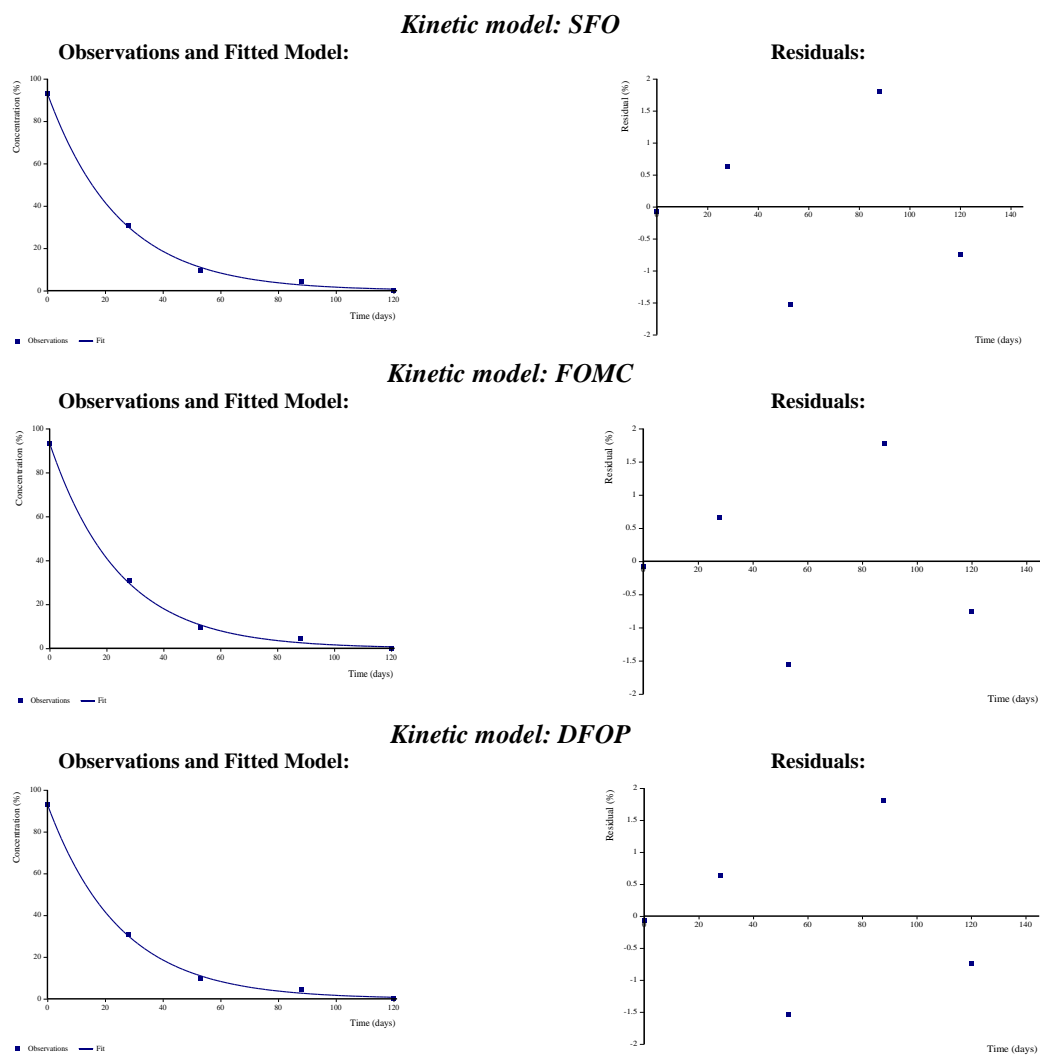 Kinetic model: SFO
Observations and Fitted Model:
Residuals:
Concentration (%)
100
80
60
40
20
0
0 20 40 60 80 100 120
Time (days)
Observations Fit
Residual (%)
2
1.5
1
0.5
0
-0.5
-1
-1.5
-2
20 40 60 80 100 120 140
Time (days)
Kinetic model: FOMC
Observations and Fitted Model:
Residuals:
Concentration (%)
100
80
60
40
20
0
0 20 40 60 80 100 120
Time (days)
Observations Fit
Residual (%)
2
1.5
1
0.5
0
-0.5
-1
-1.5
-2
0 20 40 60 80 100 120 140
Time (days)
Kinetic model: DFOP
Observations and Fitted Model:
Residuals:
Concentration (%)
100
80
60
40
20
0
0 20 40 60 80 100 120
Time (days)
Observations Fit
Residual (%)
2
1.5
1
0.5
0
-0.5
-1
-1.5
-2
0 20 40 60 80 100 120 140
Time (days)